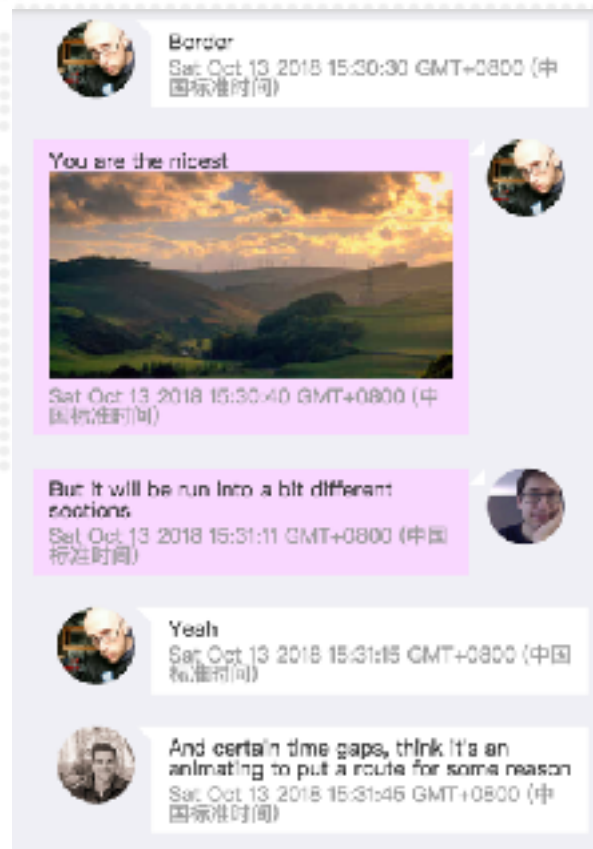 Border
Sat Oct 13 2018 15:30:30 GMT+0800 (中
国标准时间)
You are the nicest
Sat Oct 13 2018 15:30:40 GMT+0800 (中
国标准时间)
But it will be run into a bit different
sections
Sat Oct 13 2018 15:31:11 GMT+0800 (中国
标准时间)
Yeah
Sat Oct 13 2018 15:31:15 GMT+0800 (中国
标准时间)
And certain time gaps, think it's an
animating to put a route for some reason
Sat Oct 13 2018 15:31:45 GMT+0800 (中
国标准时间)